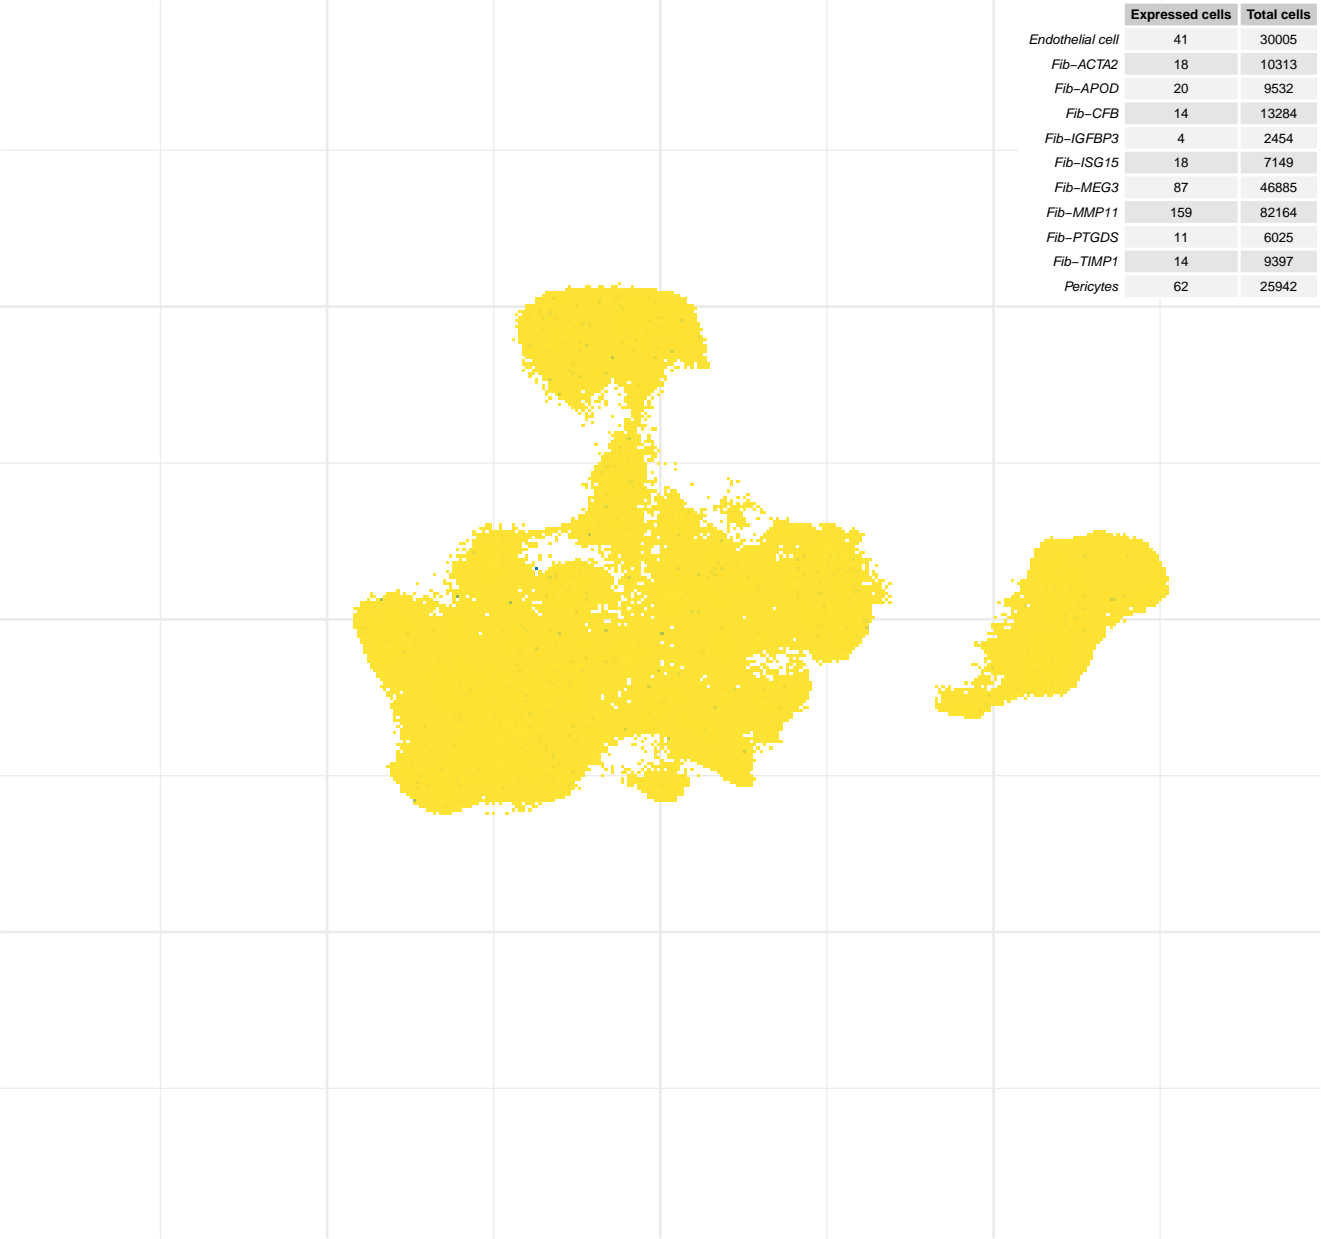 Expressed cells Total cells
Endothelial cell 41 30005
Fib−ACTA2 18 10313
Fib−APOD 20 9532
Fib−CFB 14 13284
Fib−IGFBP3 4 2454
Fib−ISG15 18 7149
Fib−MEG3 87 46885
Fib−MMP11 159 82164
Fib−PTGDS 11 6025
Fib−TIMP1 14 9397
Pericytes 62 25942